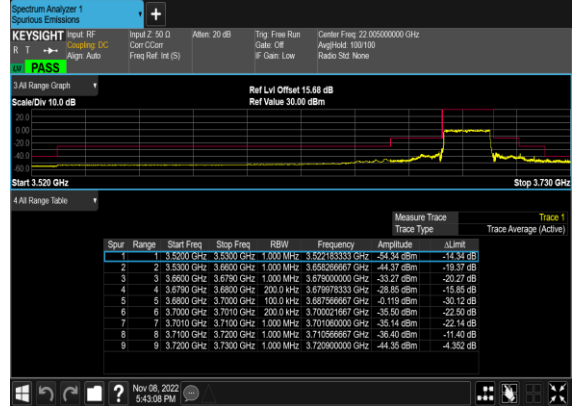 Spectrum Analyzer 1
Spurious Emissions
KEYSIGHT Input: RF Input Z: 50 Ω Atten: 20 dB Trig: Free Run Center Freq: 22.005000000 GHz
R T Coupling: DC Corr CCorr Gate: Off Avg|Hold: 100/100
Align: Auto Freq Ref: Int (S) IF Gain: Low Radio Std: None
PASS
3 All Range Graph
Ref Lvl Offset 15.68 dB
Scale/Div 10.0 dB Ref Value 30.00 dBm
20.0
0.00
-20.0
-40.0
-60.0
Start 3.520 GHz Stop 3.730 GHz
4 All Range Table
Measure Trace Trace 1
Trace Type Trace Average (Active)
Spur Range Start Freq Stop Freq RBW Frequency Amplitude ΔLimit
1 1 3.5200 GHz 3.5300 GHz 1.000 MHz 3.522183333 GHz -54.34 dBm -14.34 dB
2 2 3.5300 GHz 3.6600 GHz 1.000 MHz 3.658266667 GHz -44.37 dBm -19.37 dB
3 3 3.6600 GHz 3.6790 GHz 1.000 MHz 3.679000000 GHz -33.27 dBm -20.27 dB
4 4 3.6790 GHz 3.6800 GHz 200.0 kHz 3.679978333 GHz -28.85 dBm -15.85 dB
5 5 3.6800 GHz 3.7000 GHz 100.0 kHz 3.687566667 GHz -0.119 dBm -30.12 dB
6 6 3.7000 GHz 3.7010 GHz 200.0 kHz 3.700021667 GHz -35.50 dBm -22.50 dB
7 7 3.7010 GHz 3.7100 GHz 1.000 MHz 3.701060000 GHz -35.14 dBm -22.14 dB
8 8 3.7100 GHz 3.7200 GHz 1.000 MHz 3.710566667 GHz -36.40 dBm -11.40 dB
9 9 3.7200 GHz 3.7300 GHz 1.000 MHz 3.720900000 GHz -44.35 dBm -4.352 dB
Nov 08, 2022
5:43:08 PM